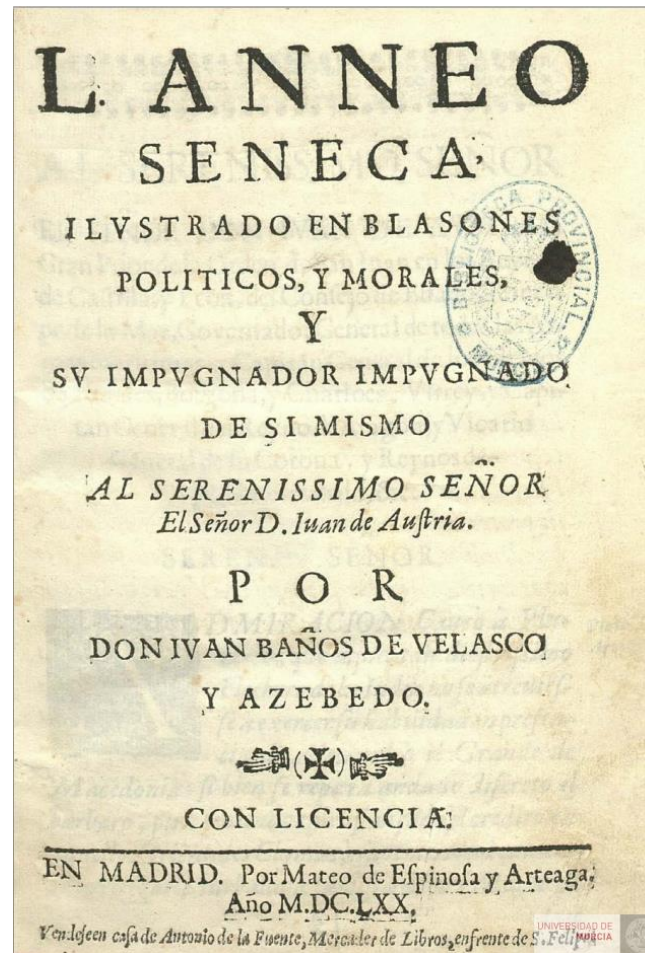 L. ANNEO
SENECA,
ILVSTRADO EN BLASONES
POLITICOS, Y MORALES,
Y
SV IMPVGNADOR IMPVGNADO
DE SI MISMO
AL SERENISSIMO SEÑOR
El Señor D. Iuan de Austria.
POR
DON IVAN BAÑOS DE VELASCO
Y AZEBEDO.
CON LICENCIA:
EN MADRID. Por Mateo de Espinosa y Arteaga.
Año M.DC.LXX.
Vendese en casa de Antonio de la Fuente, Mercader de Libros, enfrente de S. Felipe
BIBLIOTECA PROVINCIAL
MURCIA
UNIVERSIDAD DE
MURCIA